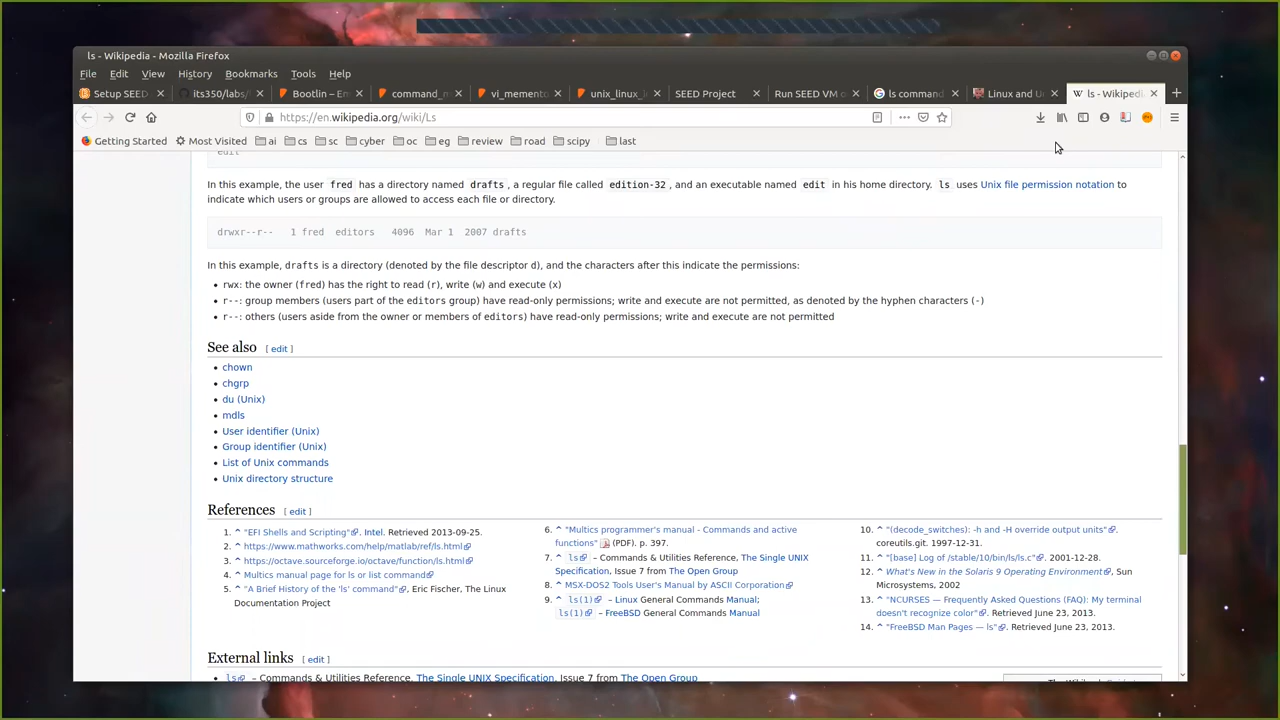 ls - Wikipedia - Mozilla Firefox
File Edit View History Bookmarks Tools Help
Setup SEED its350/labs/ Bootlin – Em command_m vi_memento unix_linux_i SEED Project Run SEED VM o ls command Linux and Un ls - Wikipedia
https://en.wikipedia.org/wiki/Ls
Getting Started Most Visited ai cs sc cyber oc eg review road scipy last
edit
In this example, the user fred has a directory named drafts, a regular file called edition-32, and an executable named edit in his home directory. ls uses Unix file permission notation to
indicate which users or groups are allowed to access each file or directory.
drwxr--r-- 1 fred editors 4096 Mar 1 2007 drafts
In this example, drafts is a directory (denoted by the file descriptor d), and the characters after this indicate the permissions:
• rwx: the owner (fred) has the right to read (r), write (w) and execute (x)
• r--: group members (users part of the editors group) have read-only permissions; write and execute are not permitted, as denoted by the hyphen characters (-)
• r--: others (users aside from the owner or members of editors) have read-only permissions; write and execute are not permitted
See also [ edit ]
• chown
• chgrp
• du (Unix)
• mdls
• User identifier (Unix)
• Group identifier (Unix)
• List of Unix commands
• Unix directory structure
References [ edit ]
1. ^ "EFI Shells and Scripting". Intel. Retrieved 2013-09-25.
2. ^ https://www.mathworks.com/help/matlab/ref/ls.html
3. ^ https://octave.sourceforge.io/octave/function/ls.html
4. ^ Multics manual page for ls or list command
5. ^ "A Brief History of the 'ls' command", Eric Fischer, The Linux
Documentation Project
6. ^ "Multics programmer's manual - Commands and active
functions" (PDF). p. 397.
7. ^ ls – Commands & Utilities Reference, The Single UNIX
Specification, Issue 7 from The Open Group
8. ^ MSX-DOS2 Tools User's Manual by ASCII Corporation
9. ^ ls(1) – Linux General Commands Manual;
ls(1) – FreeBSD General Commands Manual
10. ^ "(decode_switches): -h and -H override output units".
coreutils.git. 1997-12-31.
11. ^ "[base] Log of /stable/10/bin/ls/ls.c". 2001-12-28.
12. ^ What's New in the Solaris 9 Operating Environment, Sun
Microsystems, 2002
13. ^ "NCURSES — Frequently Asked Questions (FAQ): My terminal
doesn't recognize color". Retrieved June 23, 2013.
14. ^ "FreeBSD Man Pages — ls". Retrieved June 23, 2013.
External links [ edit ]
• ls – Commands & Utilities Reference, The Single UNIX Specification, Issue 7 from The Open Group